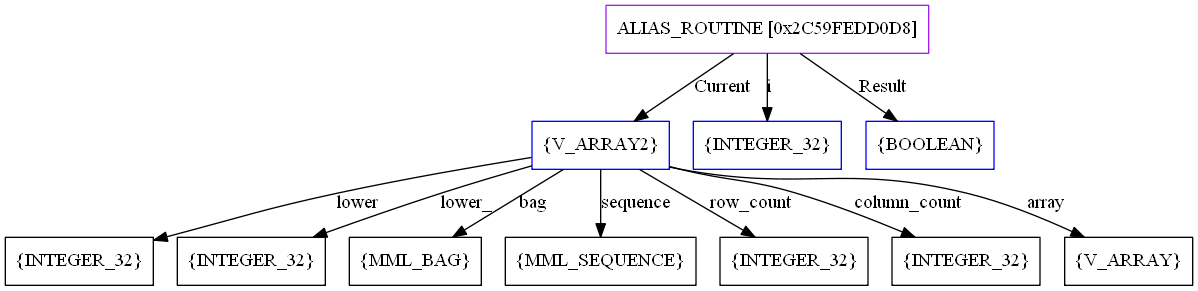 ALIAS_ROUTINE [0x2C59FEDD0D8]
Current
i
Result
{V_ARRAY2}
{INTEGER_32}
{BOOLEAN}
lower
lower_
bag
sequence
row_count
column_count
array
{INTEGER_32}
{INTEGER_32}
{MML_BAG}
{MML_SEQUENCE}
{INTEGER_32}
{INTEGER_32}
{V_ARRAY}